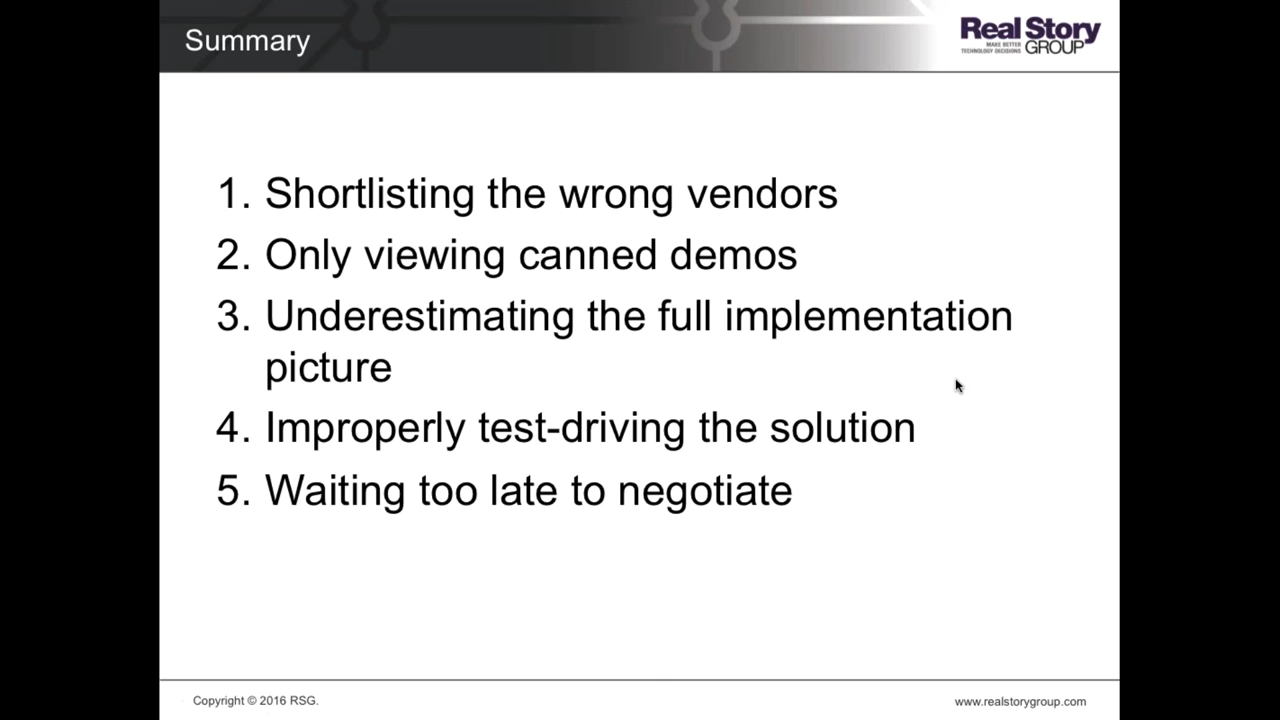 Summary
Real Story
MAKE BETTER
TECHNOLOGY DECISIONS
GROUP
1. Shortlisting the wrong vendors
2. Only viewing canned demos
3. Underestimating the full implementation
picture
4. Improperly test-driving the solution
5. Waiting too late to negotiate
Copyright © 2016 RSG.
www.realstorygroup.com